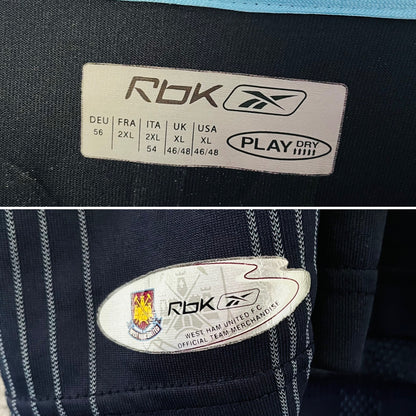 Rbk
DEU FRA ITA UK USA
56 2XL 2XL XL XL
54 46/48 46/48
PLAY DRY
Rbk
WEST HAM UNITED F.C.
OFFICIAL TEAM MERCHANDISE